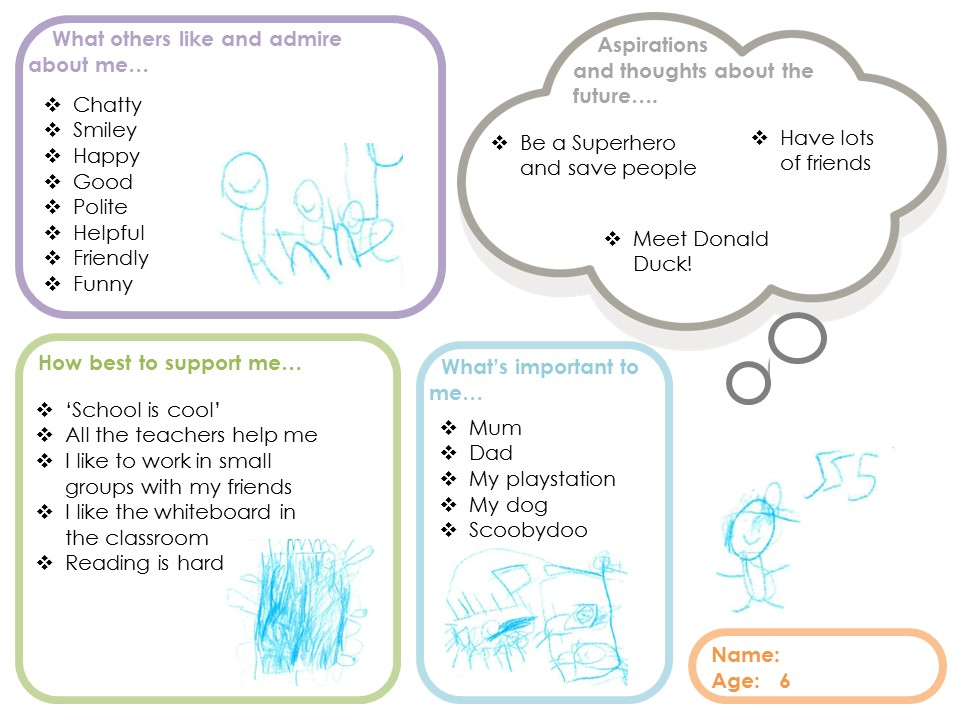 What others like and admire
about me…
❖ Chatty
❖ Smiley
❖ Happy
❖ Good
❖ Polite
❖ Helpful
❖ Friendly
❖ Funny
Aspirations
and thoughts about the
future….
❖ Be a Superhero
and save people
❖ Have lots
of friends
❖ Meet Donald
Duck!
How best to support me…
❖ ‘School is cool’
❖ All the teachers help me
❖ I like to work in small
groups with my friends
❖ I like the whiteboard in
the classroom
❖ Reading is hard
What’s important to
me…
❖ Mum
❖ Dad
❖ My playstation
❖ My dog
❖ Scoobydoo
Name:
Age: 6